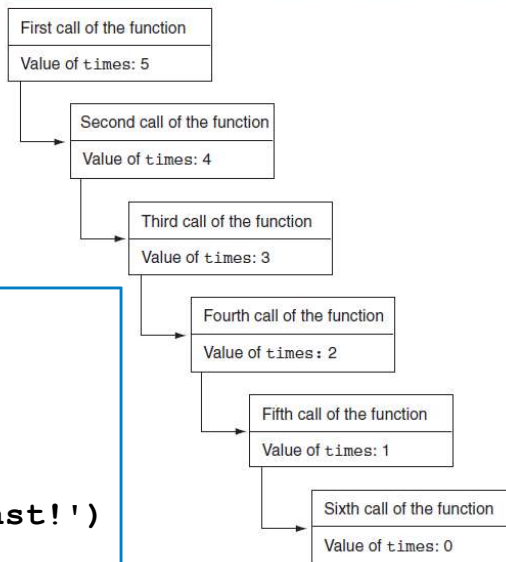 First call of the function
Value of times: 5
Second call of the function
Value of times: 4
Third call of the function
Value of times: 3
Fourth call of the function
Value of times: 2
Fifth call of the function
Value of times: 1
Sixth call of the function
Value of times: 0
!')